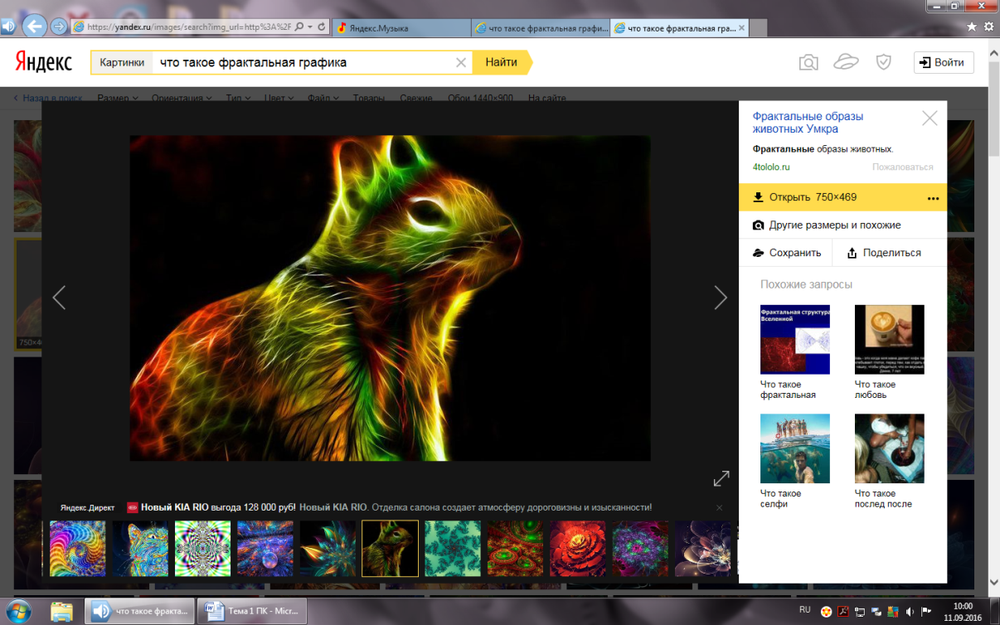 https://yandex.ru/images/search?img_url=http%3A%2F
Яндекс.Музыка
что такое фрактальная графи...
что такое фрактальная гра...
Яндекс
Картинки
что такое фрактальная графика
Найти
Войти
Назад в поиск
Размер
Ориентация
Тип
Цвет
Файл
Товары
Свежие
Обои 1440×900
На сайте
Фрактальные образы
животных Умкра
Фрактальные образы животных.
4tololo.ru
Пожаловаться
Открыть 750×469
Другие размеры и похожие
Сохранить
Поделиться
Похожие запросы
Фрактальная структура
Вселенной
Что такое
фрактальная
Что такое
любовь
Что такое
селфи
Что такое
послед после
Яндекс.Директ
Новый KIA RIO выгода 128 000 руб! Новый KIA RIO. Отделка салона создает атмосферу дороговизны и изысканности!
что такое фракта...
Тема 1 ПК - Micr...
RU
10:00
11.09.2016